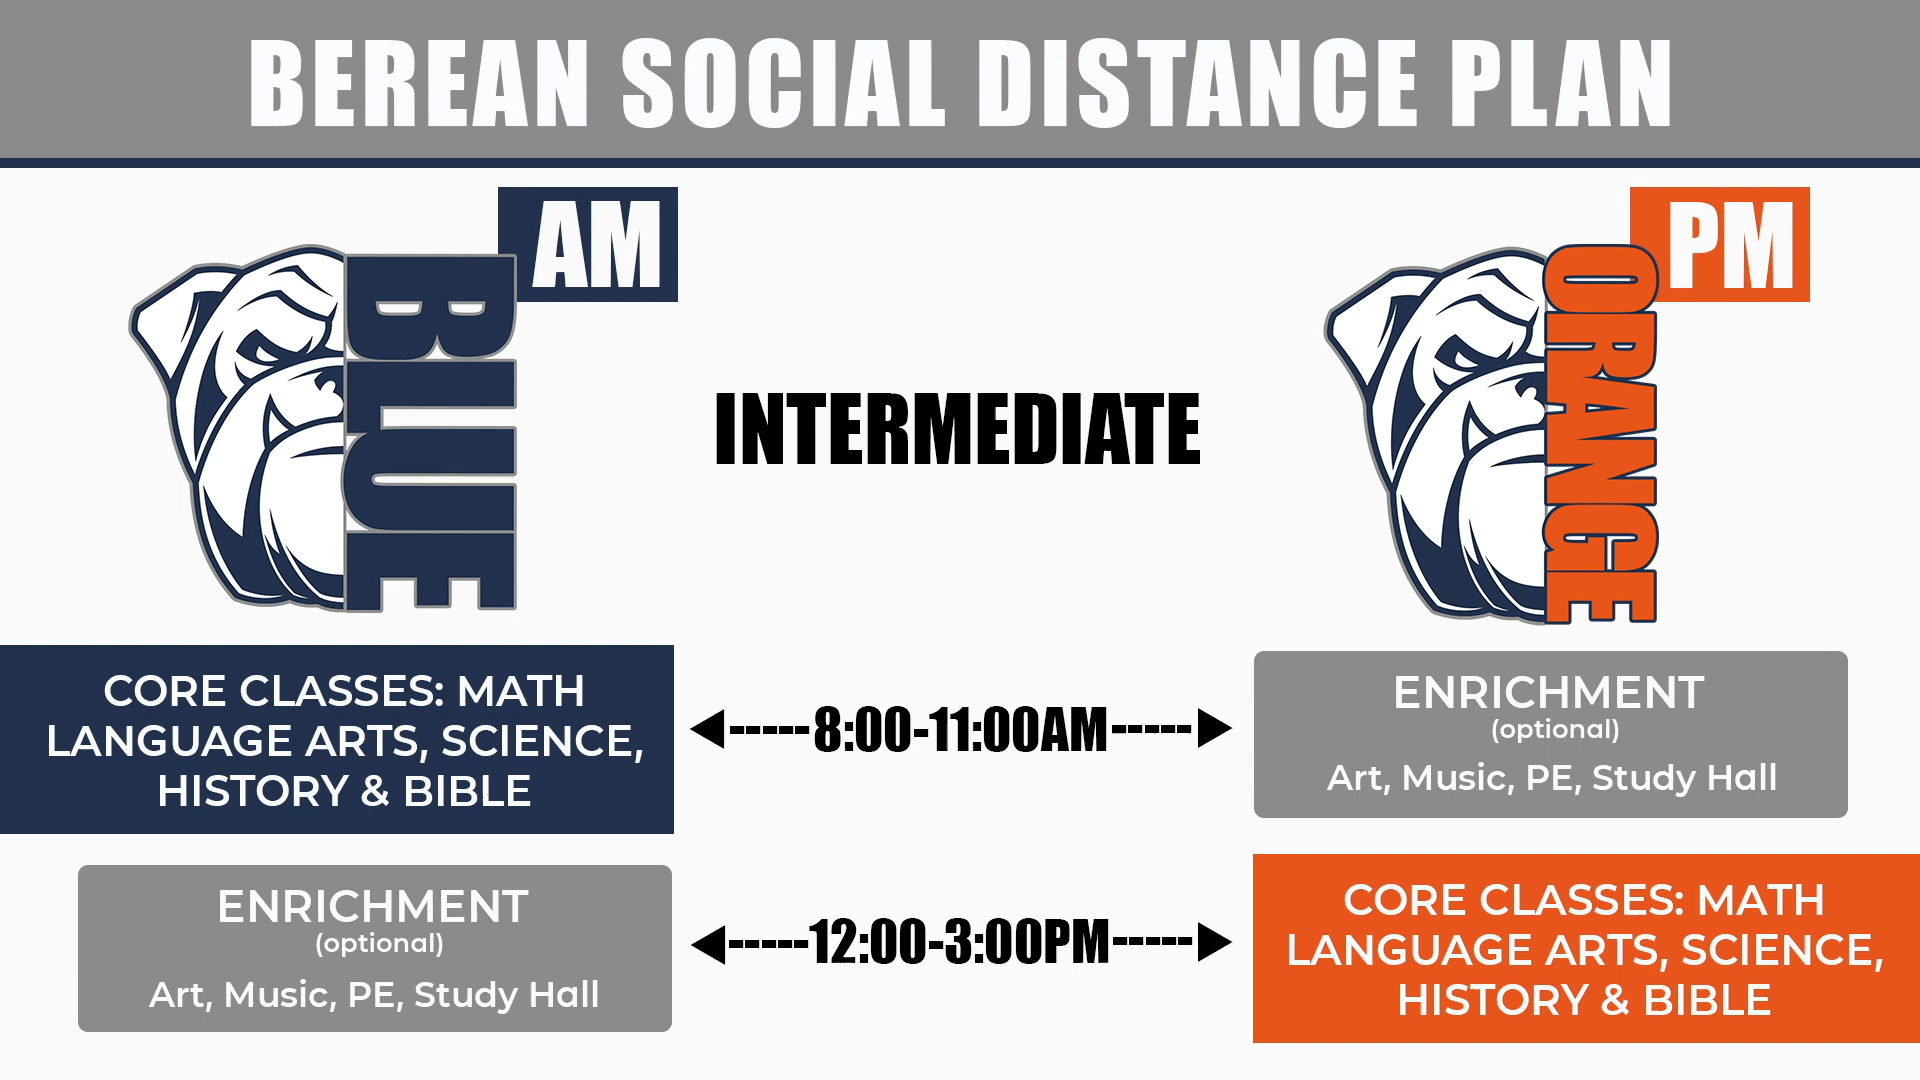 BEREAN SOCIAL DISTANCE PLAN
AM
BLUE
INTERMEDIATE
PM
ORANGE
CORE CLASSES: MATH
LANGUAGE ARTS, SCIENCE,
HISTORY & BIBLE
8:00-11:00AM
ENRICHMENT
(optional)
Art, Music, PE, Study Hall
ENRICHMENT
(optional)
Art, Music, PE, Study Hall
12:00-3:00PM
CORE CLASSES: MATH
LANGUAGE ARTS, SCIENCE,
HISTORY & BIBLE